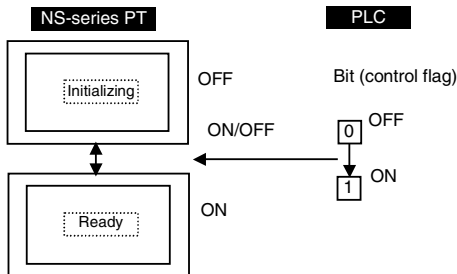 NS-series PT
PLC
Initializing
OFF
Bit (control flag)
ON/OFF
0
OFF
1
ON
Ready
ON